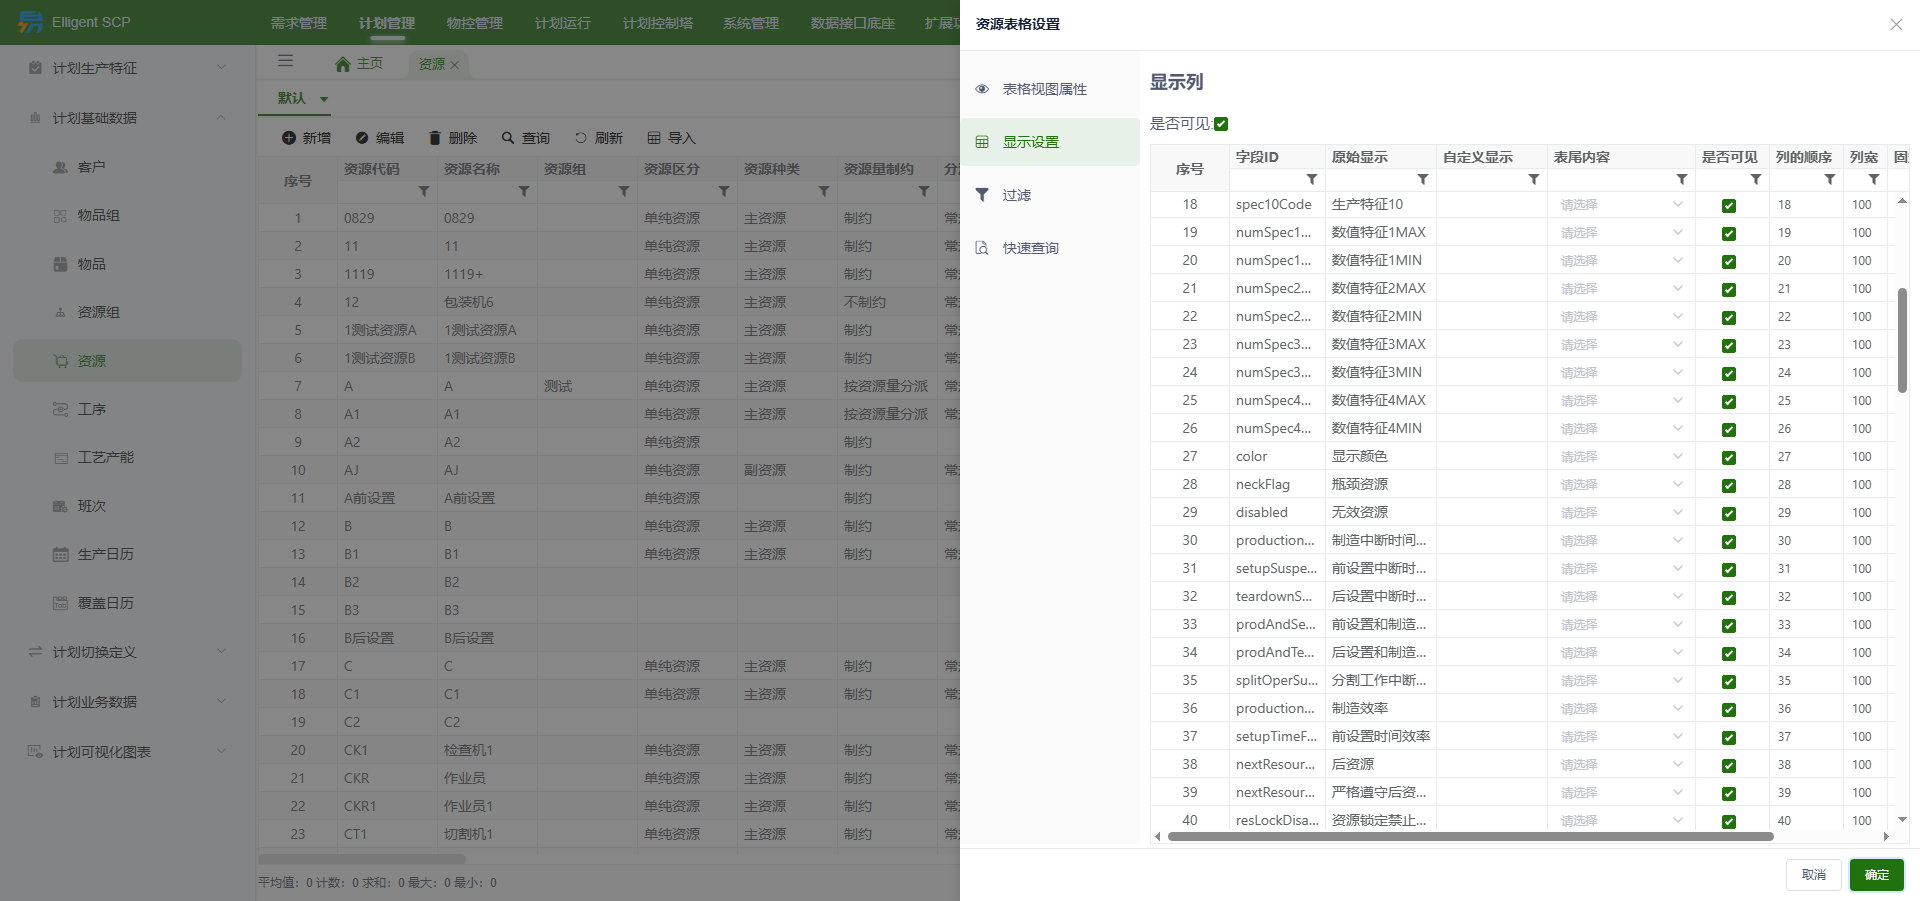 Elligent SCP
需求管理
计划管理
物控管理
计划运行
计划控制塔
系统管理
数据接口底座
计划生产特征
计划基础数据
客户
物品组
物品
资源组
资源
工序
工艺产能
班次
生产日历
覆盖日历
计划切换定义
计划业务数据
计划可视化图表
主页
资源
默认
新增 编辑 删除 查询 刷新 导入
序号 资源代码 资源名称 资源组 资源区分 资源种类 资源量制约
1 0829 0829 单纯资源 主资源 制约
2 11 11 单纯资源 主资源 制约
3 1119 1119+ 单纯资源 主资源 制约
4 12 包装机6 单纯资源 主资源 不制约
5 1测试资源A 1测试资源A 单纯资源 主资源 制约
6 1测试资源B 1测试资源B 单纯资源 主资源 制约
7 A A 测试 单纯资源 主资源 按资源量分派
8 A1 A1 单纯资源 主资源 按资源量分派
9 A2 A2 单纯资源 制约
10 AJ AJ 单纯资源 副资源 制约
11 A前设置 A前设置 单纯资源 制约
12 B B 单纯资源 主资源 制约
13 B1 B1 单纯资源 主资源 制约
14 B2 B2
15 B3 B3
16 B后设置 B后设置
17 C C 单纯资源 主资源 制约
18 C1 C1 单纯资源 主资源 制约
19 C2 C2
20 CK1 检查机1 单纯资源 主资源 制约
21 CKR 作业员 单纯资源 主资源 制约
22 CKR1 作业员1 单纯资源 主资源 制约
23 CT1 切割机1 单纯资源 主资源 制约
平均值: 0 计数: 0 求和: 0 最大: 0 最小: 0
资源表格设置
表格视图属性
显示设置
过滤
快速查询
显示列
是否可见:
序号 字段ID 原始显示 自定义显示 表尾内容 是否可见 列的顺序 列宽
18 spec10Code 生产特征10 请选择 18 100
19 numSpec1... 数值特征1MAX 请选择 19 100
20 numSpec1... 数值特征1MIN 请选择 20 100
21 numSpec2... 数值特征2MAX 请选择 21 100
22 numSpec2... 数值特征2MIN 请选择 22 100
23 numSpec3... 数值特征3MAX 请选择 23 100
24 numSpec3... 数值特征3MIN 请选择 24 100
25 numSpec4... 数值特征4MAX 请选择 25 100
26 numSpec4... 数值特征4MIN 请选择 26 100
27 color 显示颜色 请选择 27 100
28 neckFlag 瓶颈资源 请选择 28 100
29 disabled 无效资源 请选择 29 100
30 production... 制造中断时间... 请选择 30 100
31 setupSuspe... 前设置中断时... 请选择 31 100
32 teardownS... 后设置中断时... 请选择 32 100
33 prodAndSe... 前设置和制造... 请选择 33 100
34 prodAndTe... 后设置和制造... 请选择 34 100
35 splitOperSu... 分割工作中断... 请选择 35 100
36 production... 制造效率 请选择 36 100
37 setupTimeF... 前设置时间效率 请选择 37 100
38 nextResour... 后资源 请选择 38 100
39 nextResour... 严格遵守后资... 请选择 39 100
40 resLockDisa... 资源锁定禁止... 请选择 40 100
取消 确定